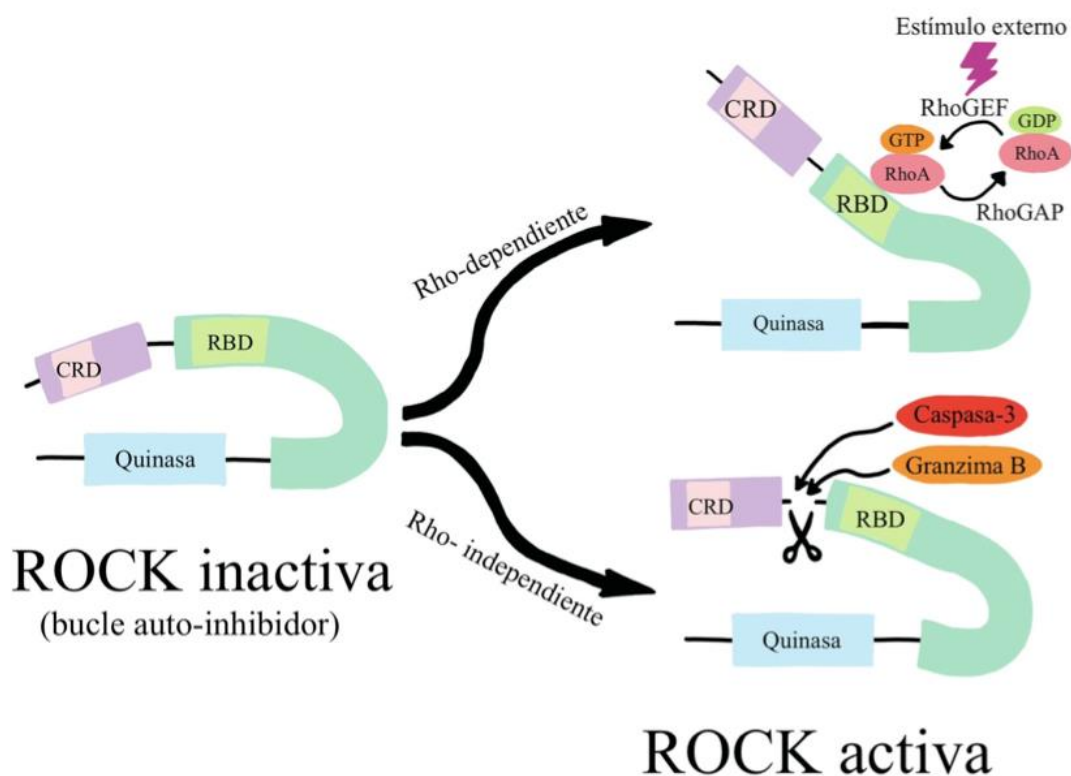 Estímulo externo
RhoGEF
CRD
GTP
GDP
RhoA
RhoA
RBD
RhoGAP
Rho-dependiente
Quinasa
RBD
CRD
Quinasa
ROCK inactiva
(bucle auto-inhibidor)
Rho- independiente
Caspasa-3
Granzima B
CRD
RBD
Quinasa
ROCK activa